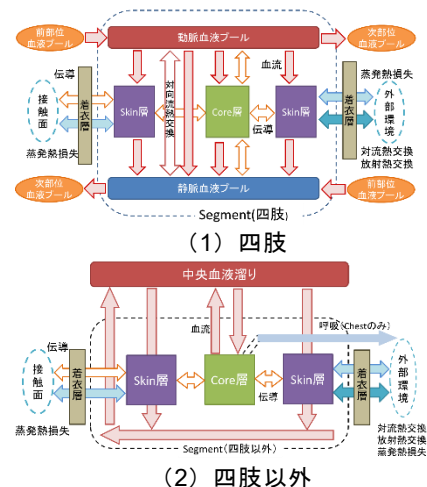 前部位
血液プール
動脈血液プール
次部位
血液プール
伝導
血流
蒸発熱損失
接触面
着衣層
Skin層
対向流熱交換
Core層
Skin層
着衣層
外部環境
伝導
蒸発熱損失
対流熱交換
放射熱交換
次部位
血液プール
静脈血液プール
前部位
血液プール
Segment(四肢)
(1) 四肢
中央血液溜り
血流
呼吸(Chestのみ)
伝導
接触面
着衣層
Skin層
Core層
Skin層
着衣層
外部環境
伝導
蒸発熱損失
対流熱交換
放射熱交換
蒸発熱損失
Segment(四肢以外)
(2) 四肢以外